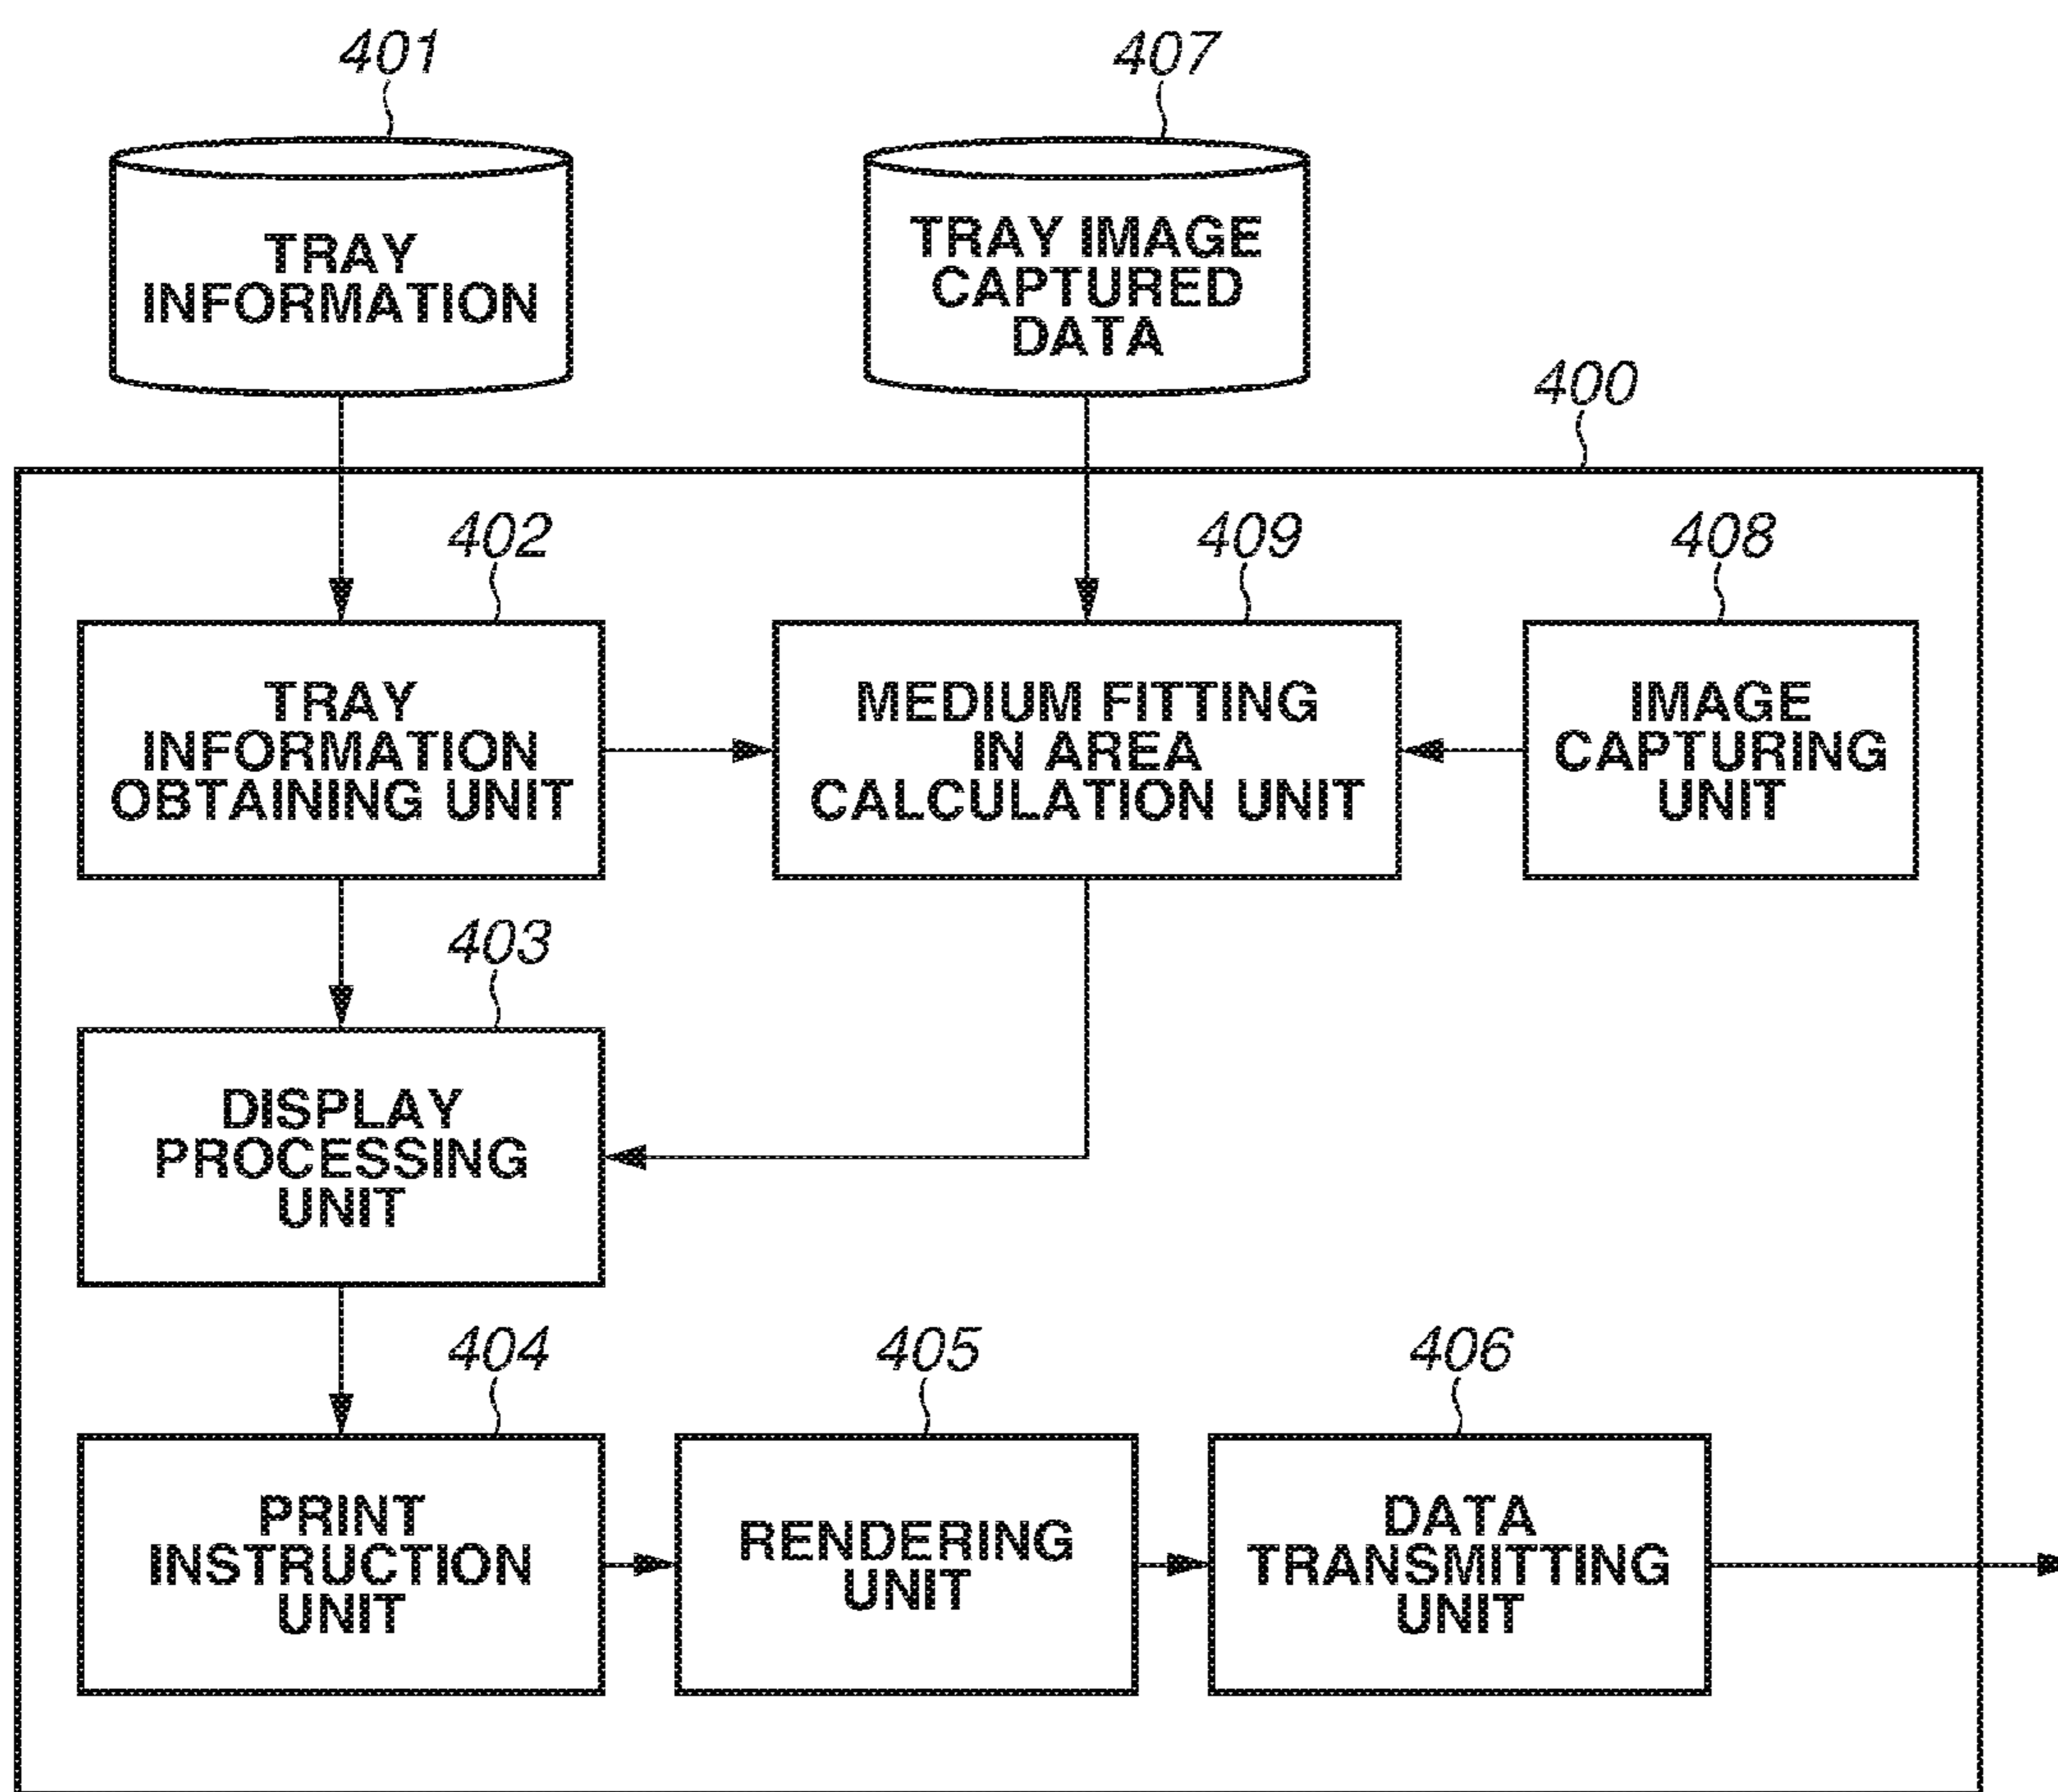 401
407
TRAY
INFORMATION
TRAY IMAGE
CAPTURED
DATA
400
402
409
408
TRAY
INFORMATION
OBTAINING UNIT
MEDIUM FITTING
IN AREA
CALCULATION UNIT
IMAGE
CAPTURING
UNIT
403
DISPLAY
PROCESSING
UNIT
404
405
406
PRINT
INSTRUCTION
UNIT
RENDERING
UNIT
DATA
TRANSMITTING
UNIT